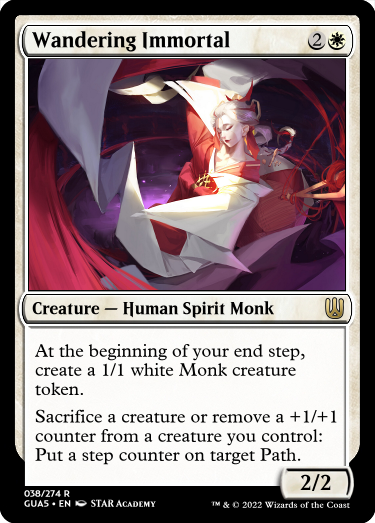 Wandering Immortal 2
Creature — Human Spirit Monk
At the beginning of your end step,
create a 1/1 white Monk creature
token.
Sacrifice a creature or remove a +1/+1
counter from a creature you control:
Put a step counter on target Path.
2/2
038/274 R
GUA5 • EN STAR Academy
™ & © 2022 Wizards of the Coast